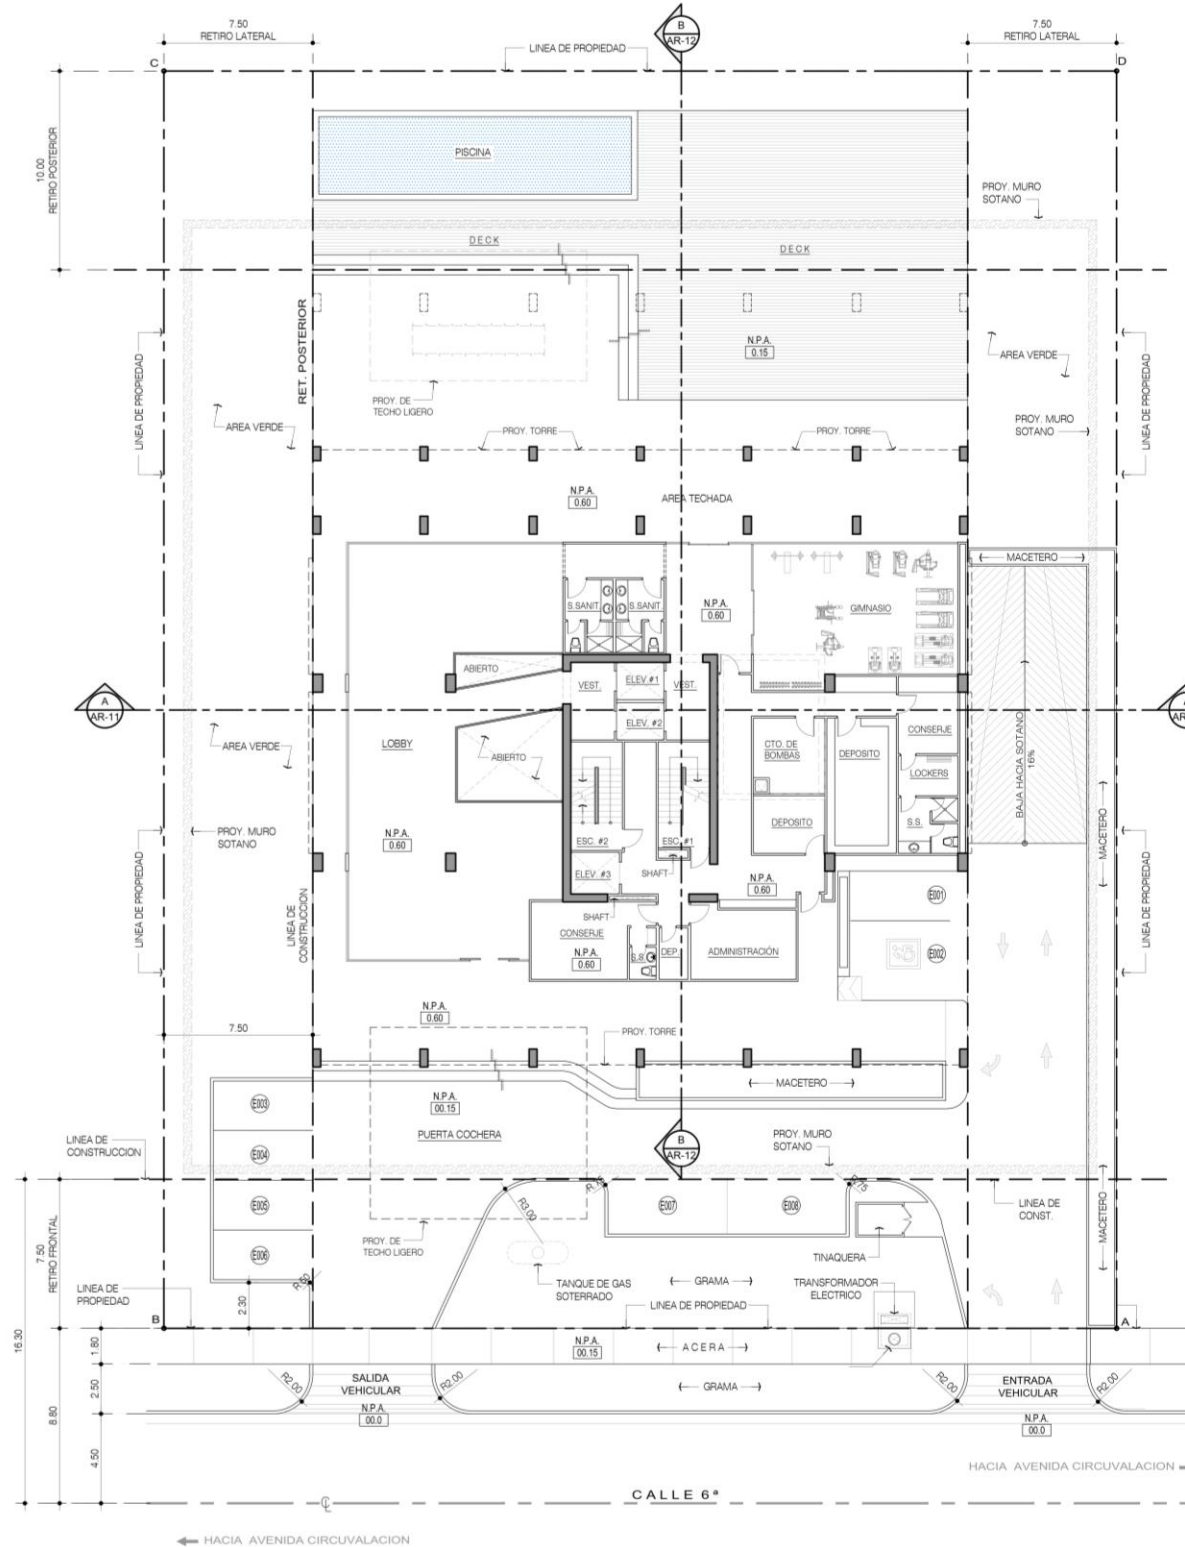 7.50
RETIRO LATERAL
B
AR-12
7.50
RETIRO LATERAL
LINEA DE PROPIEDAD
C
D
10.00
RETIRO POSTERIOR
PISCINA
PROY. MURO
SOTANO
DECK
DECK
RET. POSTERIOR
N.P.A.
0.15
LINEA DE PROPIEDAD
AREA VERDE
LINEA DE PROPIEDAD
PROY. DE
TECHO LIGERO
AREA VERDE
PROY. MURO
SOTANO
PROY. TORRE
PROY. TORRE
N.P.A.
0.60
AREA TECHADA
MACETERO
S.SANIT.
S.SANIT.
N.P.A.
0.60
GIMNASIO
ABIERTO
VEST.
ELEV.#1
VEST.
A
AR-11
ELEV. #2
AREA VERDE
LOBBY
ABIERTO
CTO. DE
BOMBAS
DEPOSITO
CONSERJE
LOCKERS
BAJA HACIA SOTANO
16%
MACETERO
PROY. MURO
SOTANO
N.P.A.
0.60
ESC. #2
ESC. #1
DEPOSITO
S.S.
ELEV. #3
SHAFT
N.P.A.
0.60
LINEA DE PROPIEDAD
LINEA DE
CONSTRUCCION
SHAFT
E001
LINEA DE PROPIEDAD
CONSERJE
N.P.A.
0.60
S.S.
DEP.
ADMINISTRACIÓN
E002
N.P.A.
0.60
7.50
PROY. TORRE
MACETERO
E003
N.P.A.
00.15
PUERTA COCHERA
B
AR-12
PROY. MURO
SOTANO
LINEA DE
CONSTRUCCION
E004
E005
E007
E008
R.75
R3.00
LINEA DE
CONST.
MACETERO
7.50
RETIRO FRONTAL
E006
PROY. DE
TECHO LIGERO
TINAQUERA
R.50
2.30
TANQUE DE GAS
SOTERRADO
GRAMA
TRANSFORMADOR
ELECTRICO
LINEA DE
PROPIEDAD
LINEA DE PROPIEDAD
B
A
16.30
1.80
N.P.A.
00.15
ACERA
2.50
R2.00
SALIDA
VEHICULAR
R2.00
GRAMA
R2.00
ENTRADA
VEHICULAR
R2.00
8.80
N.P.A.
00.0
N.P.A.
00.0
4.50
HACIA AVENIDA CIRCUVALACION
CALLE 6ª
HACIA AVENIDA CIRCUVALACION